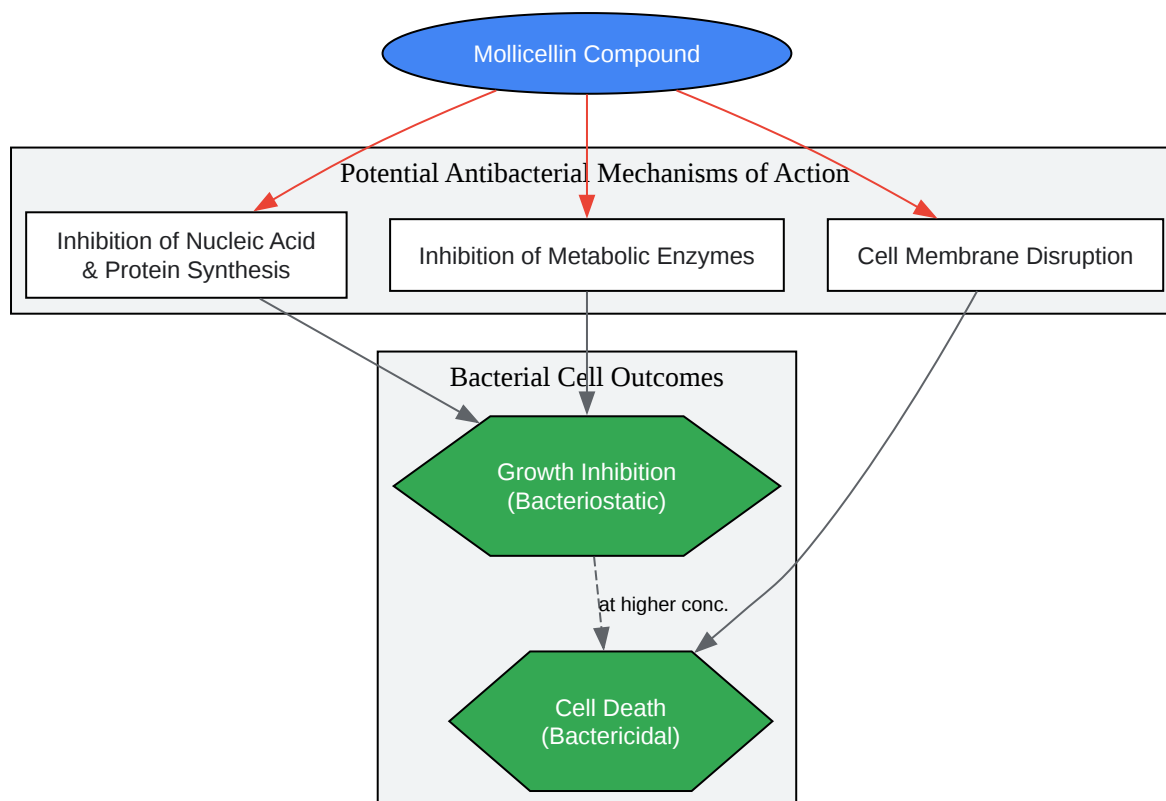 Mollicellin Compound
Potential Antibacterial Mechanisms of Action
Inhibition of Nucleic Acid
& Protein Synthesis
Inhibition of Metabolic Enzymes
Cell Membrane Disruption
Bacterial Cell Outcomes
Growth Inhibition
(Bacteriostatic)
at higher conc.
Cell Death
(Bactericidal)